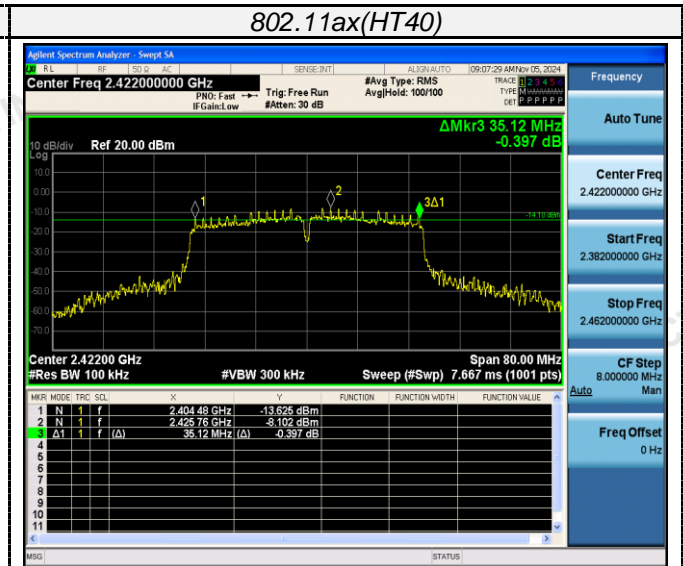 802.11ax(HT40)
Agilent Spectrum Analyzer - Swept SA
RL RF 50 Ω AC SENSE:INT ALIGN AUTO 09:07:29 AM Nov 05, 2024
Center Freq 2.422000000 GHz
PNO: Fast
IFGain:Low
Trig: Free Run
#Atten: 30 dB
#Avg Type: RMS
Avg|Hold: 100/100
TRACE 1 2 3 4 5 6
TYPE M
DET P P P P P P
Frequency
Auto Tune
ΔMkr3 35.12 MHz
-0.397 dB
10 dB/div Ref 20.00 dBm
Log
10.0
0.00
-10.0
-20.0
-30.0
-40.0
-50.0
-60.0
-70.0
1
2
3Δ1
-14.10 dBm
Center Freq
2.422000000 GHz
Start Freq
2.382000000 GHz
Stop Freq
2.462000000 GHz
CF Step
8.000000 MHz
Auto Man
Freq Offset
0 Hz
Center 2.42200 GHz Span 80.00 MHz
#Res BW 100 kHz #VBW 300 kHz Sweep (#Swp) 7.667 ms (1001 pts)
MKR MODE TRC SCL X Y FUNCTION FUNCTION WIDTH FUNCTION VALUE
1 N 1 f 2.404 48 GHz -13.625 dBm
2 N 1 f 2.425 76 GHz -8.102 dBm
3 Δ1 1 f (Δ) 35.12 MHz (Δ) -0.397 dB
4
5
6
7
8
9
10
11
MSG STATUS